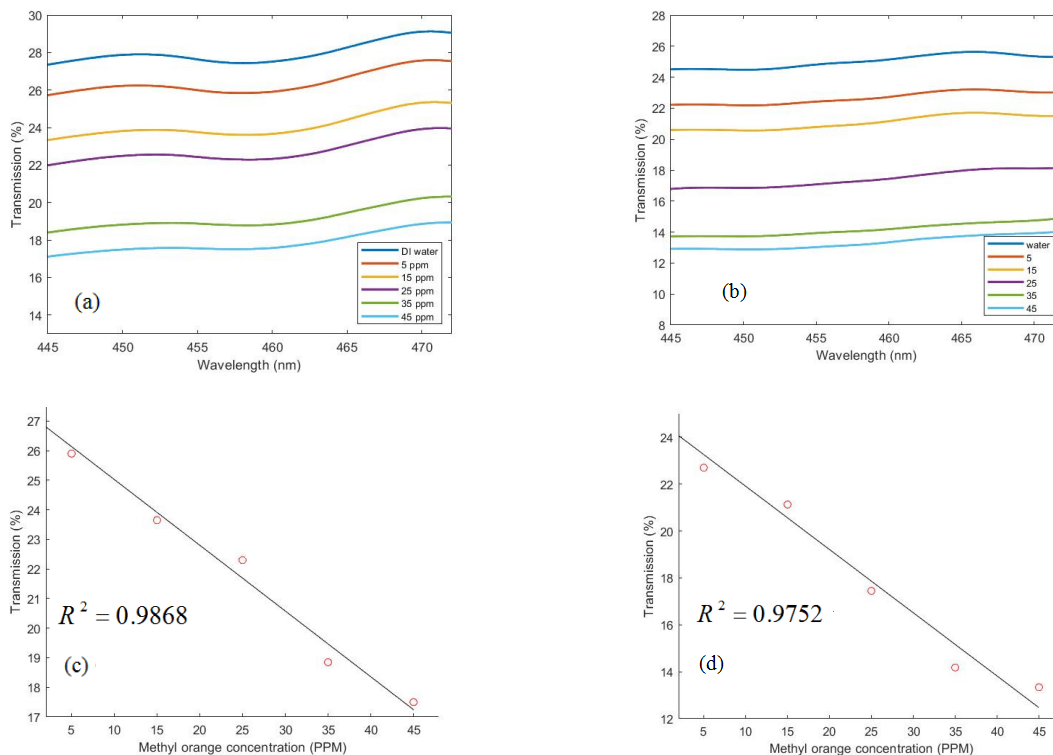 30
28
26
24
22
20
18
16
14
Transmission (%)
445 450 455 460 465 470
Wavelength (nm)
DI water
5 ppm
15 ppm
25 ppm
35 ppm
45 ppm
(a)
28
26
24
22
20
18
16
14
12
10
8
Transmission (%)
445 450 455 460 465 470
Wavelength (nm)
water
5
15
25
35
45
(b)
27
26
25
24
23
22
21
20
19
18
17
Transmission (%)
R² = 0.9868
(c)
5 10 15 20 25 30 35 40 45
Methyl orange concentration (PPM)
24
22
20
18
16
14
12
Transmission (%)
R² = 0.9752
(d)
5 10 15 20 25 30 35 40 45
Methyl orange concentration (PPM)